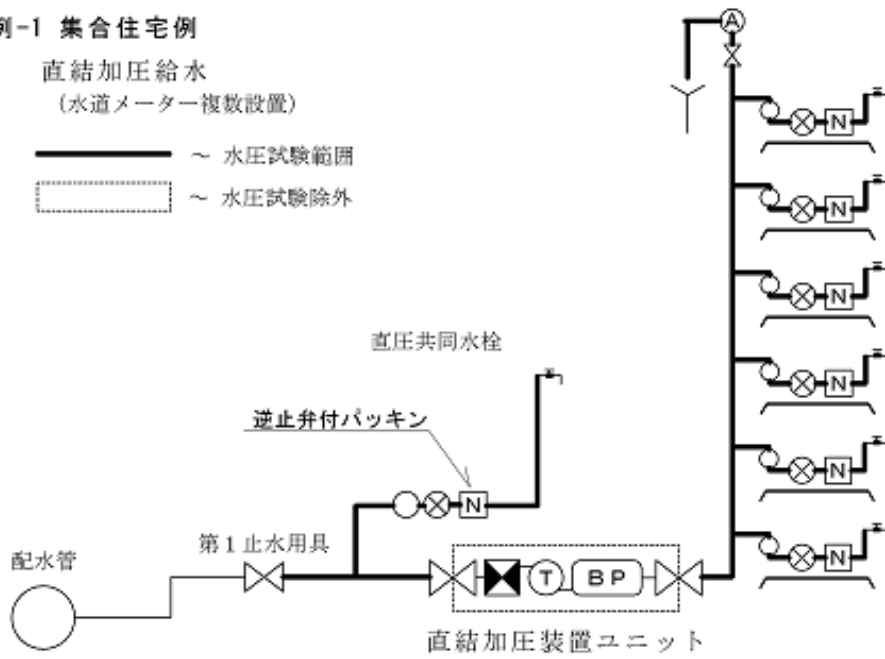 例-1 集合住宅例
直結加圧給水
(水道メーター複数設置)
～ 水圧試験範囲
～ 水圧試験除外
A
N
N
N
直圧共同水栓
N
逆止弁付パッキン
N
N
第1止水用具
N
配水管
T
BP
直結加圧装置ユニット